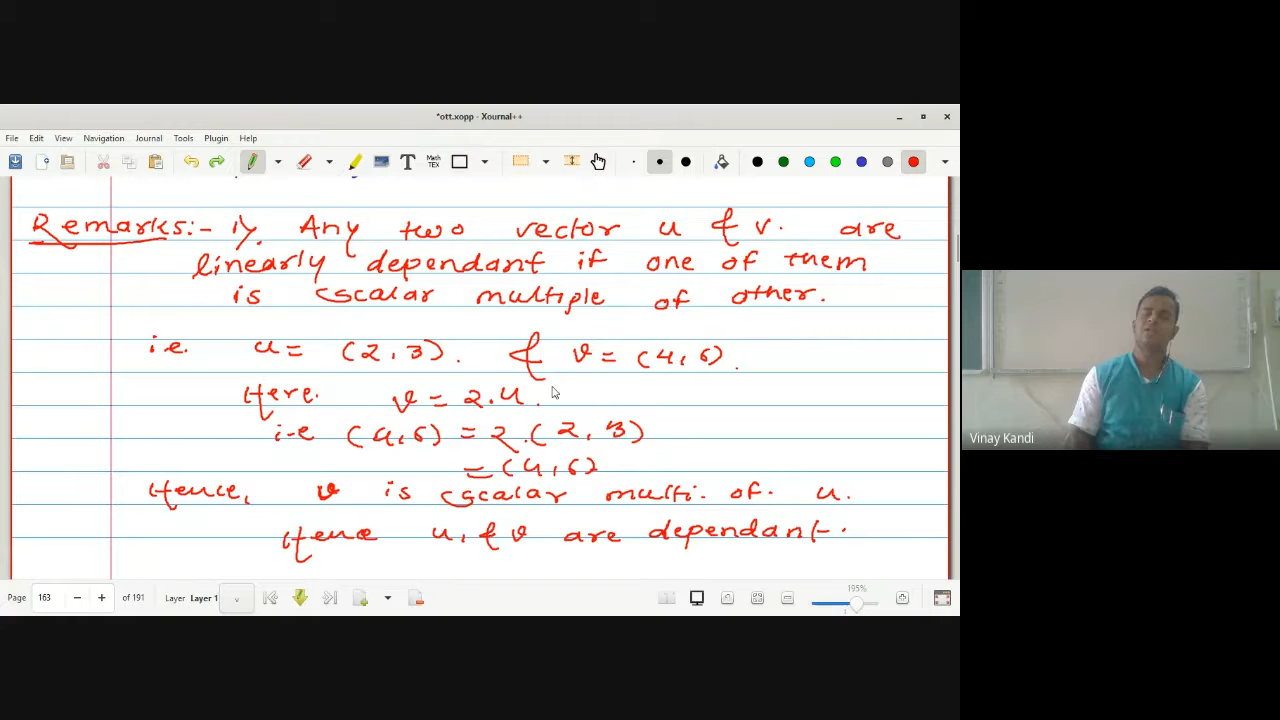 *ott.xopp - Xournal++
File Edit View Navigation Journal Tools Plugin Help
Remarks:- 1). Any two vector u & v. are
linearly dependant if one of them
is scalar multiple of other.
i.e. u = (2, 3). & v = (4, 6).
Here. v = 2.u.
i.e (4, 6) = 2.(2, 3)
= (4, 6)
Hence, v is scalar multi. of. u.
Hence u, & v are dependant.
Vinay Kandi
Page 163 of 191 Layer Layer 1 195%